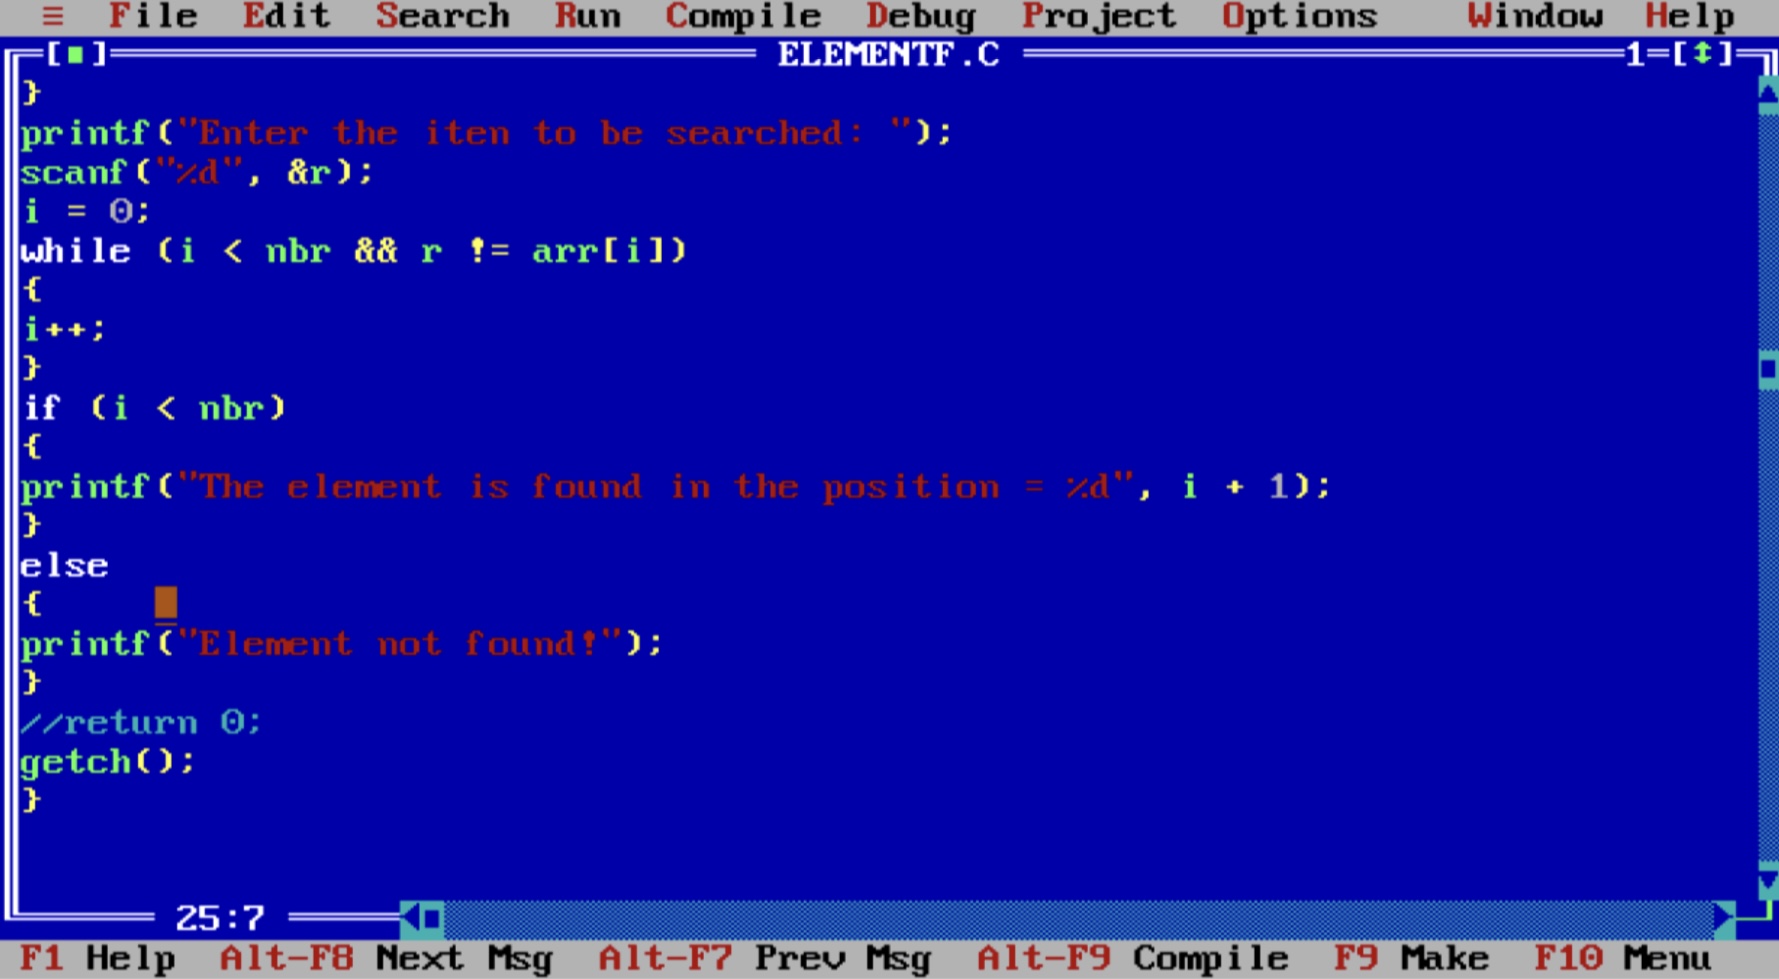 ≡ File Edit Search Run Compile Debug Project Options Window Help
[■] ELEMENTF.C 1=[↕]
}
printf("Enter the iten to be searched: ");
scanf("%d", &r);
i = 0;
while (i < nbr && r != arr[i])
{
i++;
}
if (i < nbr)
{
printf("The element is found in the position = %d", i + 1);
}
else
{
printf("Element not found!");
}
//return 0;
getch();
}
25:7
F1 Help Alt-F8 Next Msg Alt-F7 Prev Msg Alt-F9 Compile F9 Make F10 Menu